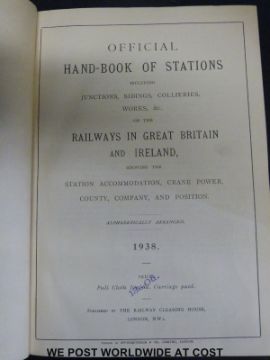 OFFICIAL
HAND-BOOK OF STATIONS
INCLUDING
JUNCTIONS, SIDINGS, COLLIERIES,
WORKS, &c.
ON THE
RAILWAYS IN GREAT BRITAIN
AND IRELAND,
SHOWING THE
STATION ACCOMMODATION, CRANE POWER,
COUNTY, COMPANY, AND POSITION.
ALPHABETICALLY ARRANGED.
1938.
Full Cloth Carriage paid.
PUBLISHED BY THE RAILWAY CLEARING HOUSE,
LONDON, N.W.1.
WE POST WORLDWIDE AT COST